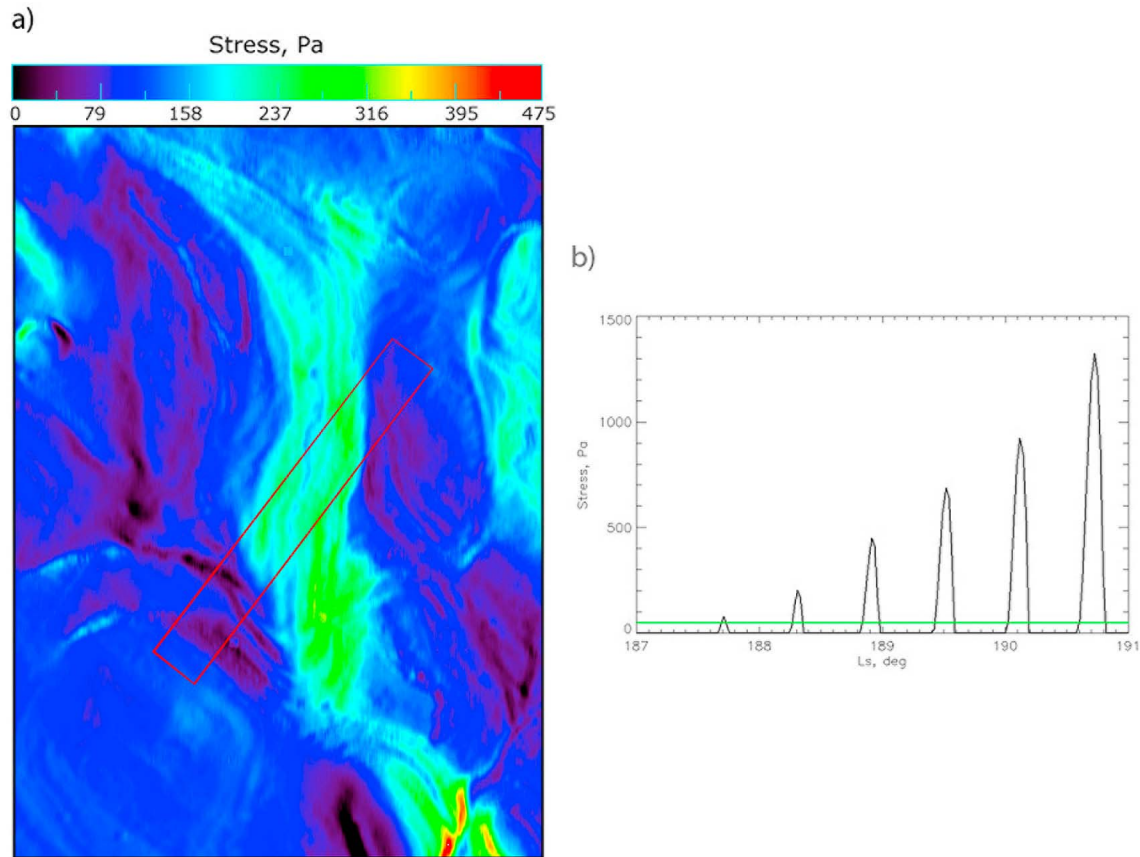 a)
Stress, Pa
0 79 158 237 316 395 475
b)
1500
1000
500
0
Stress, Pa
187 188 189 190 191
Ls, deg